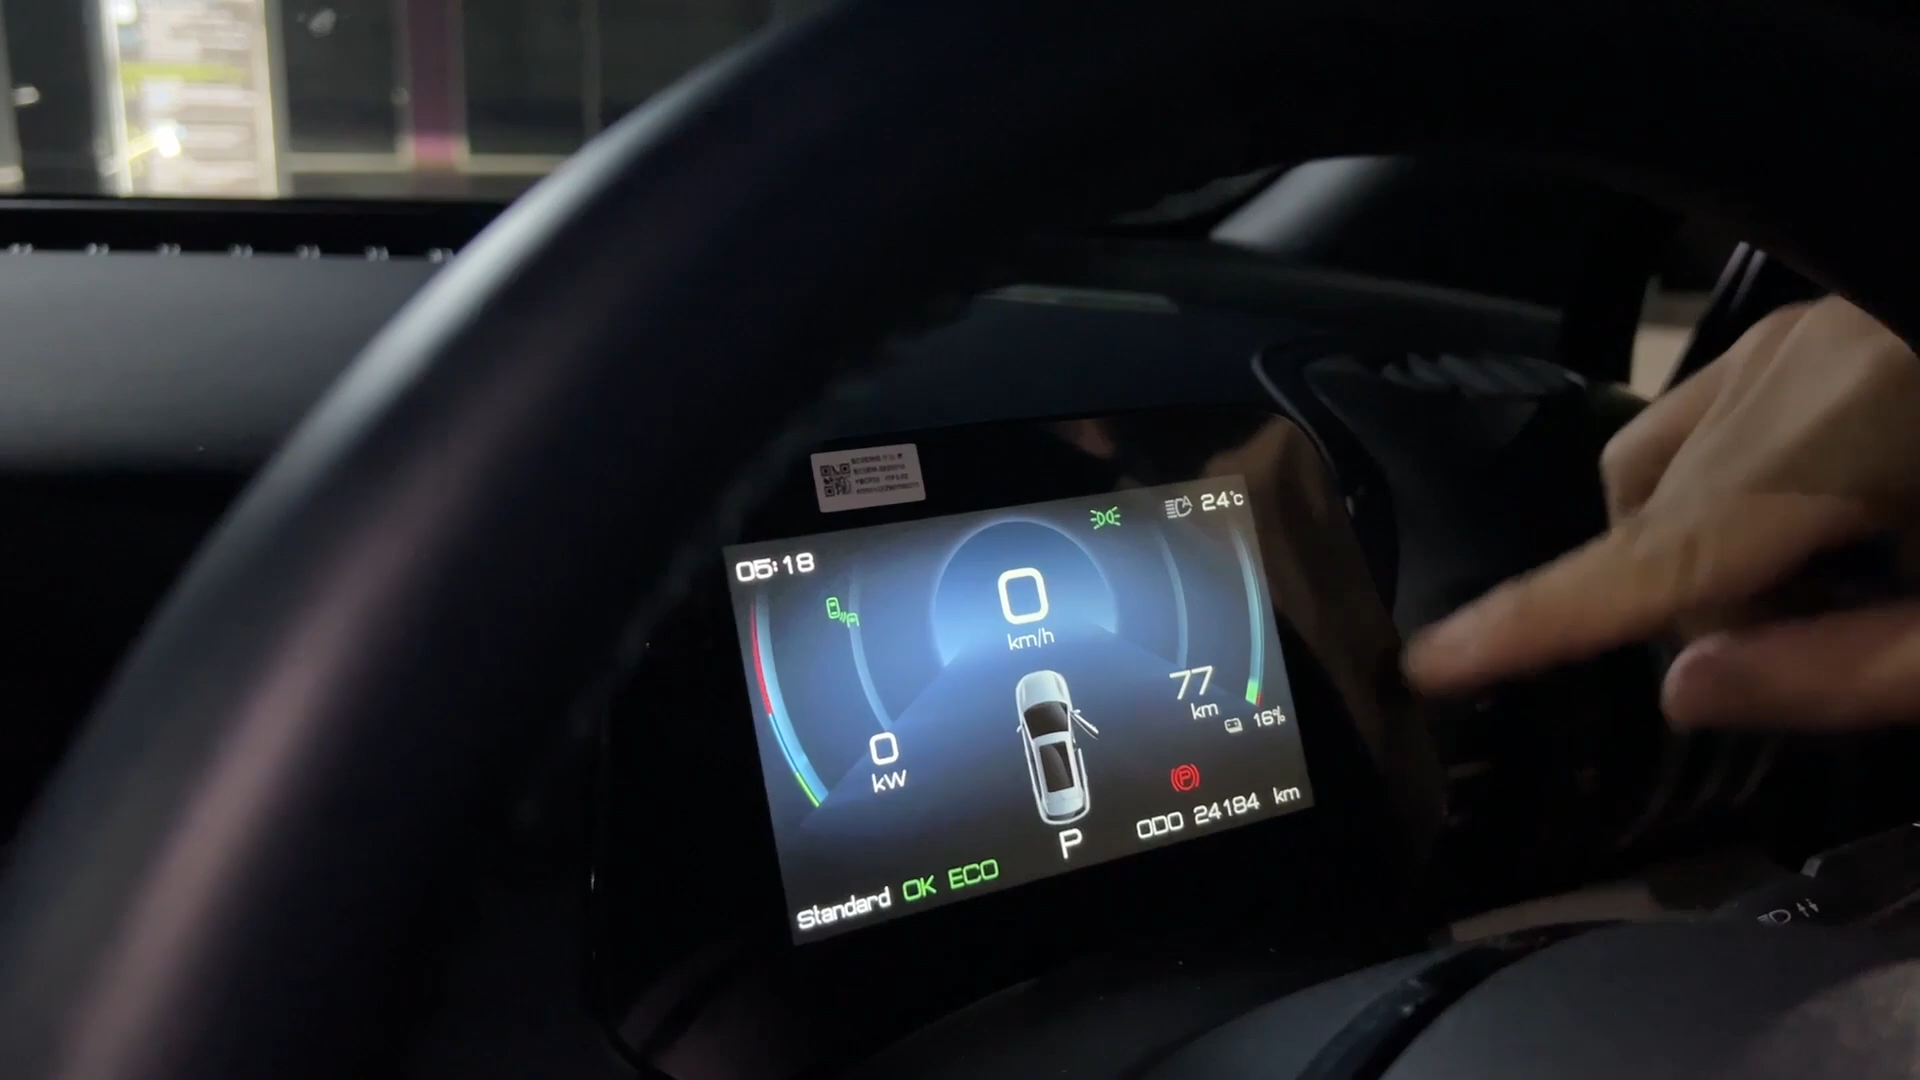 24°c
05:18
0
km/h
77
km
16%
0
kW
ODO 24184 km
P
Standard OK ECO